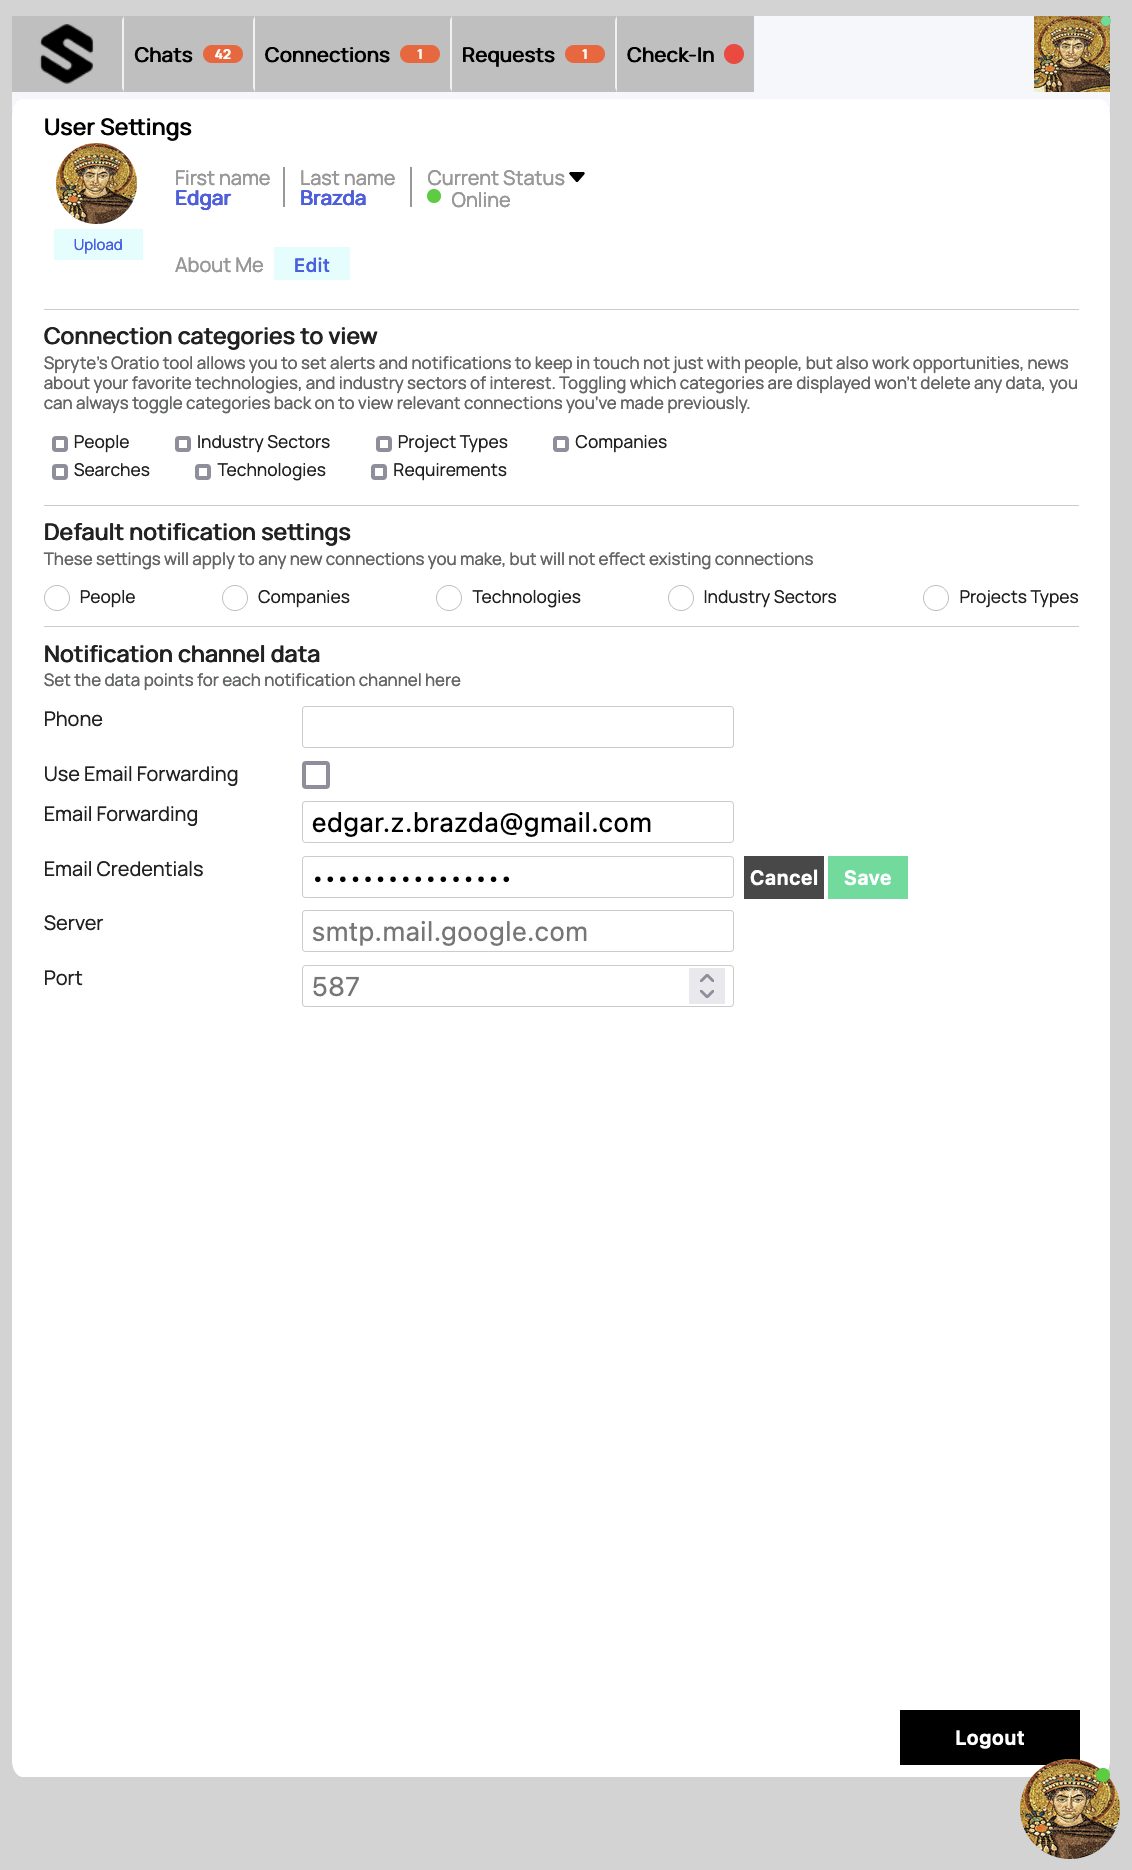 Chats 42 Connections 1 Requests 1 Check-In
User Settings
First name Last name Current Status
Edgar Brazda Online
Upload
About Me Edit
Connection categories to view
Spryte's Oratio tool allows you to set alerts and notifications to keep in touch not just with people, but also work opportunities, news
about your favorite technologies, and industry sectors of interest. Toggling which categories are displayed won't delete any data, you
can always toggle categories back on to view relevant connections you've made previously.
People Industry Sectors Project Types Companies
Searches Technologies Requirements
Default notification settings
These settings will apply to any new connections you make, but will not effect existing connections
People Companies Technologies Industry Sectors Projects Types
Notification channel data
Set the data points for each notification channel here
Phone
Use Email Forwarding
Email Forwarding edgar.z.brazda@gmail.com
Email Credentials •••••••••••••••• Cancel Save
Server smtp.mail.google.com
Port 587
Logout